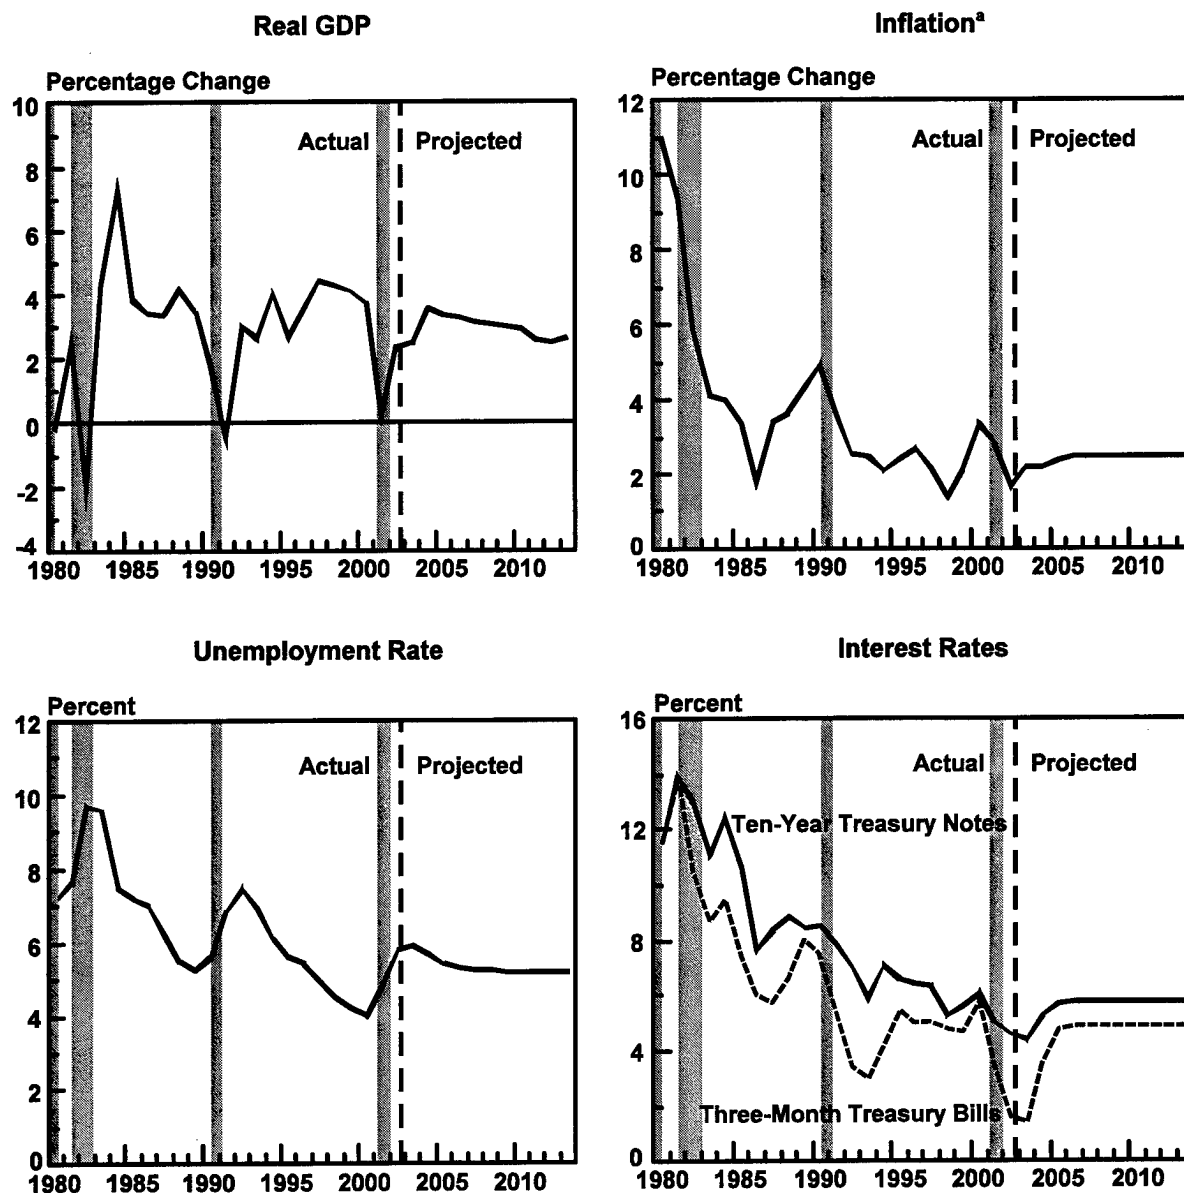 Real GDP
Percentage Change
10
8
6
4
2
0
-2
-4
Actual
Projected
1980 1985 1990 1995 2000 2005 2010
Inflationa
Percentage Change
12
10
8
6
4
2
0
Actual
Projected
1980 1985 1990 1995 2000 2005 2010
Unemployment Rate
Percent
12
10
8
6
4
2
0
Actual
Projected
1980 1985 1990 1995 2000 2005 2010
Interest Rates
Percent
16
12
8
4
0
Actual
Projected
Ten-Year Treasury Notes
Three-Month Treasury Bills
1980 1985 1990 1995 2000 2005 2010